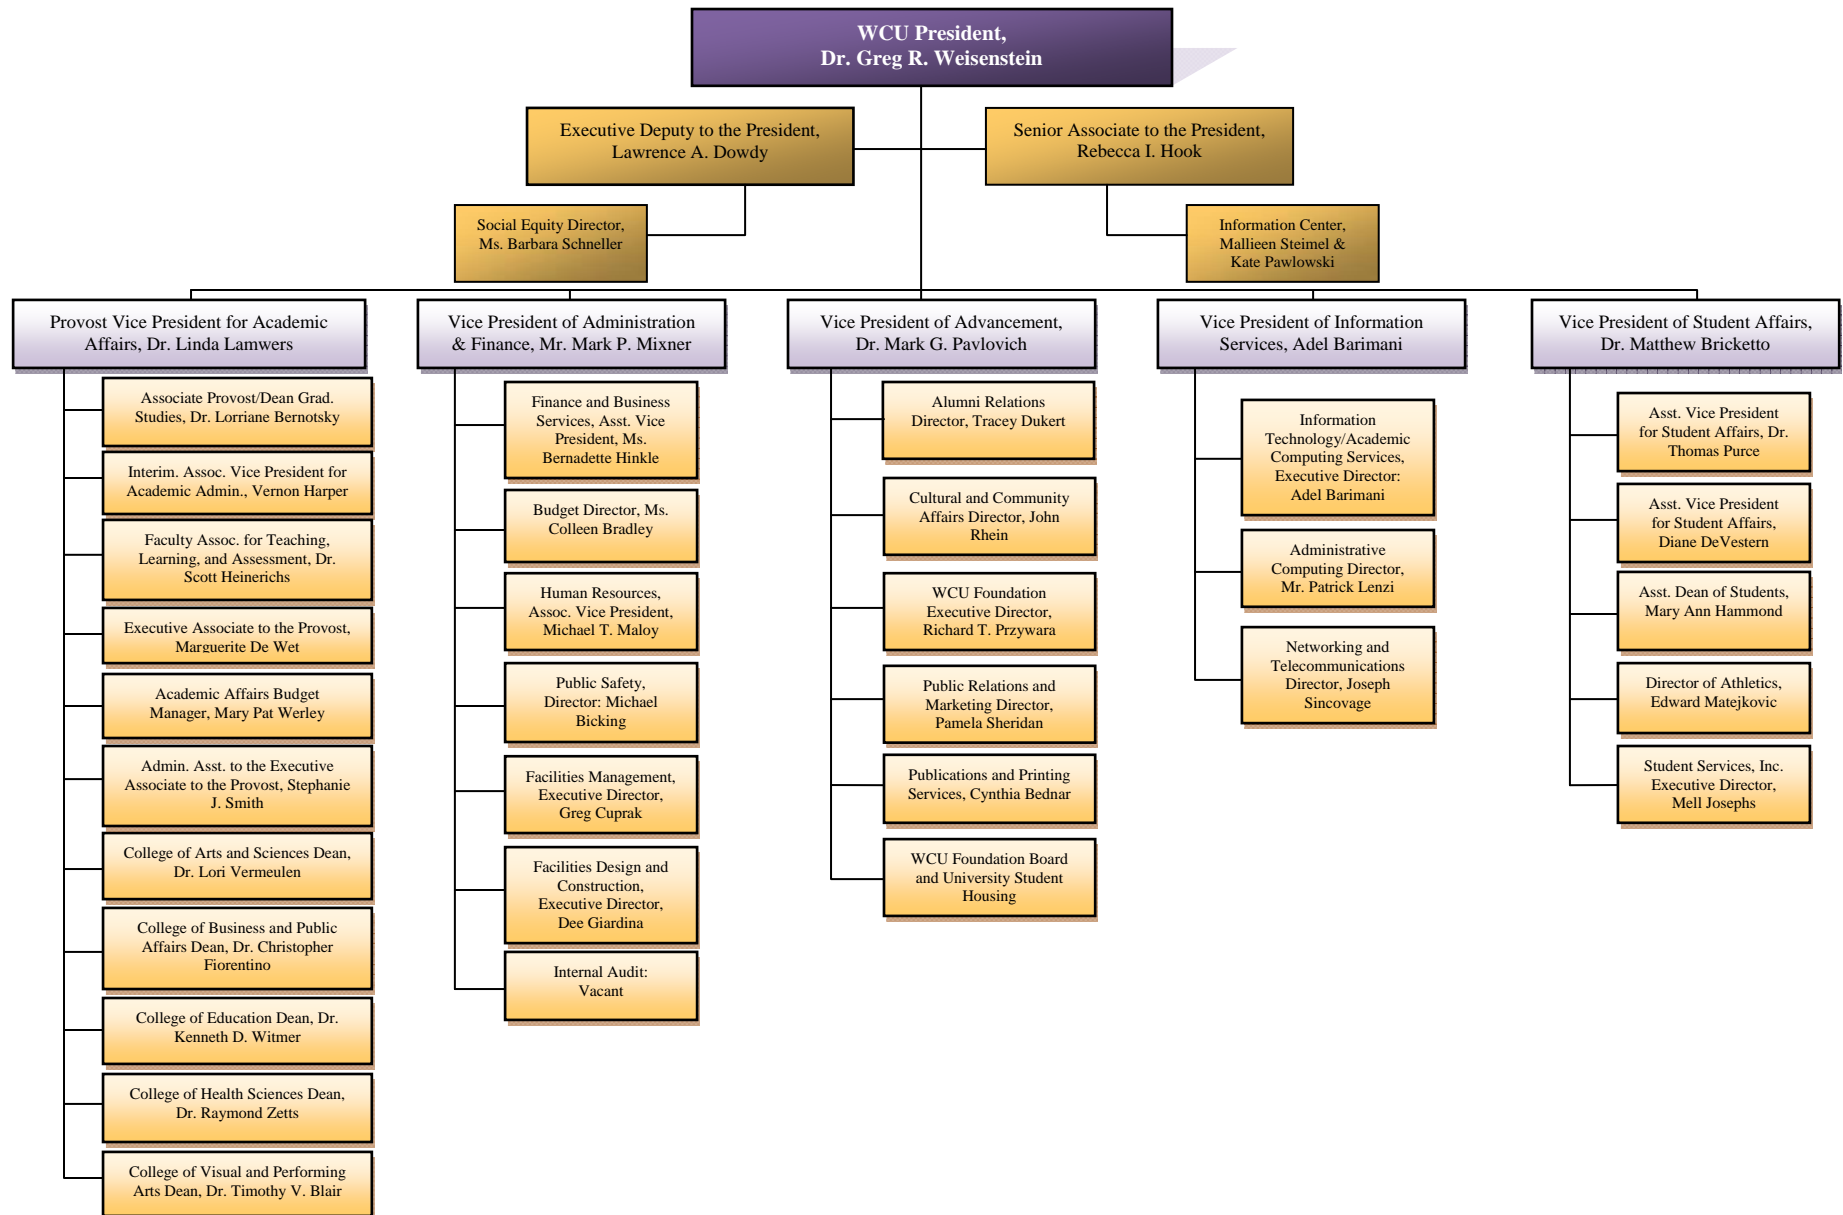 WCU President,
Dr. Greg R. Weisenstein
Executive Deputy to the President,
Lawrence A. Dowdy
Senior Associate to the President,
Rebecca I. Hook
Social Equity Director,
Ms. Barbara Schneller
Information Center,
Mallieen Steimel &
Kate Pawlowski
Provost Vice President for Academic
Affairs, Dr. Linda Lamwers
Associate Provost/Dean Grad.
Studies, Dr. Lorriane Bernotsky
Interim. Assoc. Vice President for
Academic Admin., Vernon Harper
Faculty Assoc. for Teaching,
Learning, and Assessment, Dr.
Scott Heinerichs
Executive Associate to the Provost,
Marguerite De Wet
Academic Affairs Budget
Manager, Mary Pat Werley
Admin. Asst. to the Executive
Associate to the Provost, Stephanie
J. Smith
College of Arts and Sciences Dean,
Dr. Lori Vermeulen
College of Business and Public
Affairs Dean, Dr. Christopher
Fiorentino
College of Education Dean, Dr.
Kenneth D. Witmer
College of Health Sciences Dean,
Dr. Raymond Zetts
College of Visual and Performing
Arts Dean, Dr. Timothy V. Blair
Vice President of Administration
& Finance, Mr. Mark P. Mixner
Finance and Business
Services, Asst. Vice
President, Ms.
Bernadette Hinkle
Budget Director, Ms.
Colleen Bradley
Human Resources,
Assoc. Vice President,
Michael T. Maloy
Public Safety,
Director: Michael
Bicking
Facilities Management,
Executive Director,
Greg Cuprak
Facilities Design and
Construction,
Executive Director,
Dee Giardina
Internal Audit:
Vacant
Vice President of Advancement,
Dr. Mark G. Pavlovich
Alumni Relations
Director, Tracey Dukert
Cultural and Community
Affairs Director, John
Rhein
WCU Foundation
Executive Director,
Richard T. Przywara
Public Relations and
Marketing Director,
Pamela Sheridan
Publications and Printing
Services, Cynthia Bednar
WCU Foundation Board
and University Student
Housing
Vice President of Information
Services, Adel Barimani
Information
Technology/Academic
Computing Services,
Executive Director:
Adel Barimani
Administrative
Computing Director,
Mr. Patrick Lenzi
Networking and
Telecommunications
Director, Joseph
Sincovage
Vice President of Student Affairs,
Dr. Matthew Bricketto
Asst. Vice President
for Student Affairs, Dr.
Thomas Purce
Asst. Vice President
for Student Affairs,
Diane DeVestern
Asst. Dean of Students,
Mary Ann Hammond
Director of Athletics,
Edward Matejkovic
Student Services, Inc.
Executive Director,
Mell Josephs